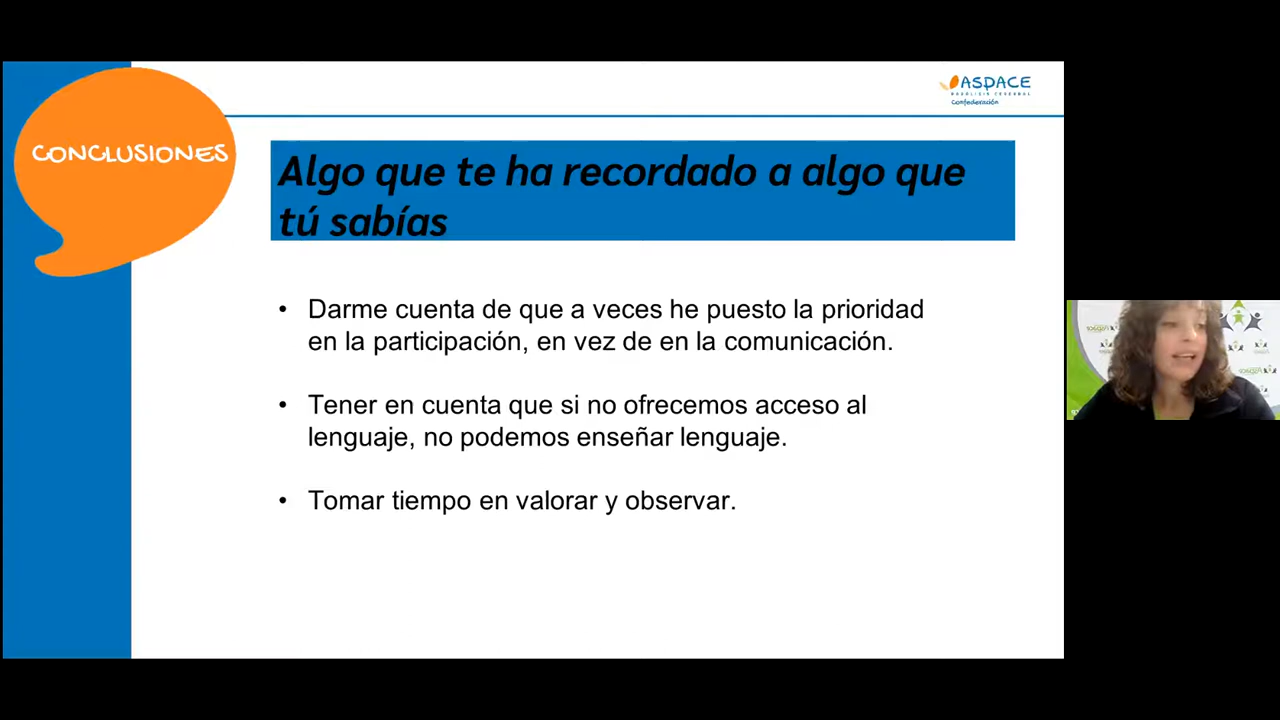 CONCLUSIONES
ASPACE
PARÁLISIS CEREBRAL
Confederación
Algo que te ha recordado a algo que
tú sabías
• Darme cuenta de que a veces he puesto la prioridad
en la participación, en vez de en la comunicación.
• Tener en cuenta que si no ofrecemos acceso al
lenguaje, no podemos enseñar lenguaje.
• Tomar tiempo en valorar y observar.